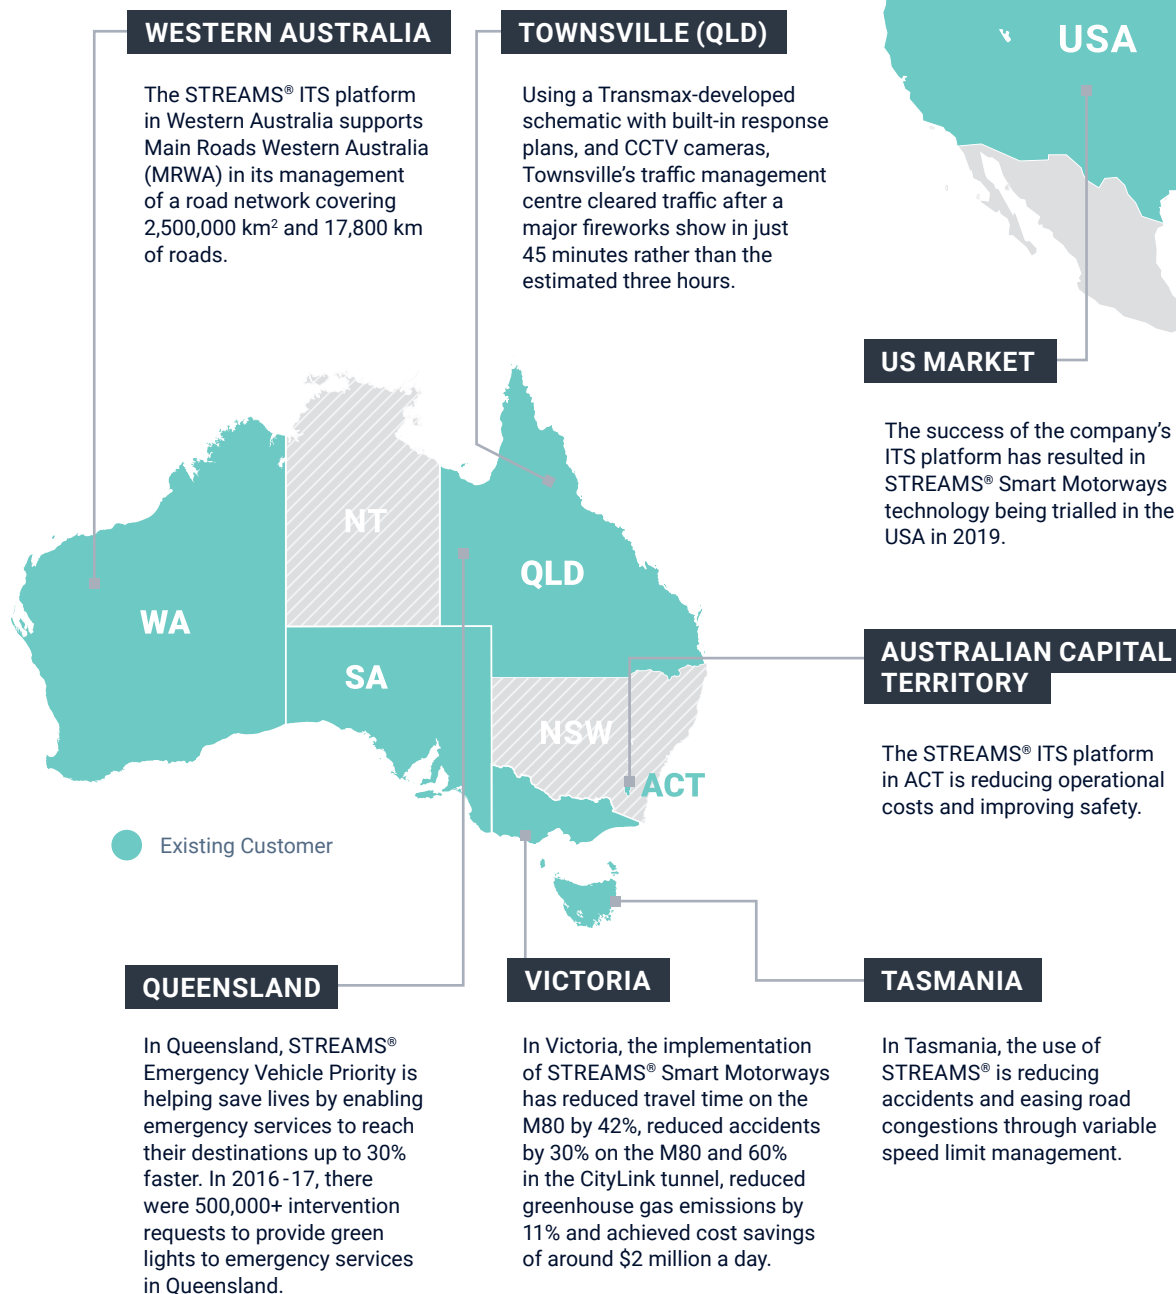 WESTERN AUSTRALIA
The STREAMS® ITS platform
in Western Australia supports
Main Roads Western Australia
(MRWA) in its management
of a road network covering
2,500,000 km² and 17,800 km
of roads.
TOWNSVILLE (QLD)
Using a Transmax-developed
schematic with built-in response
plans, and CCTV cameras,
Townsville's traffic management
centre cleared traffic after a
major fireworks show in just
45 minutes rather than the
estimated three hours.
USA
US MARKET
The success of the company's
ITS platform has resulted in
STREAMS® Smart Motorways
technology being trialled in the
USA in 2019.
NT
QLD
WA
SA
NSW
ACT
Existing Customer
AUSTRALIAN CAPITAL
TERRITORY
The STREAMS® ITS platform
in ACT is reducing operational
costs and improving safety.
QUEENSLAND
In Queensland, STREAMS®
Emergency Vehicle Priority is
helping save lives by enabling
emergency services to reach
their destinations up to 30%
faster. In 2016-17, there
were 500,000+ intervention
requests to provide green
lights to emergency services
in Queensland.
VICTORIA
In Victoria, the implementation
of STREAMS® Smart Motorways
has reduced travel time on the
M80 by 42%, reduced accidents
by 30% on the M80 and 60%
in the CityLink tunnel, reduced
greenhouse gas emissions by
11% and achieved cost savings
of around $2 million a day.
TASMANIA
In Tasmania, the use of
STREAMS® is reducing
accidents and easing road
congestions through variable
speed limit management.